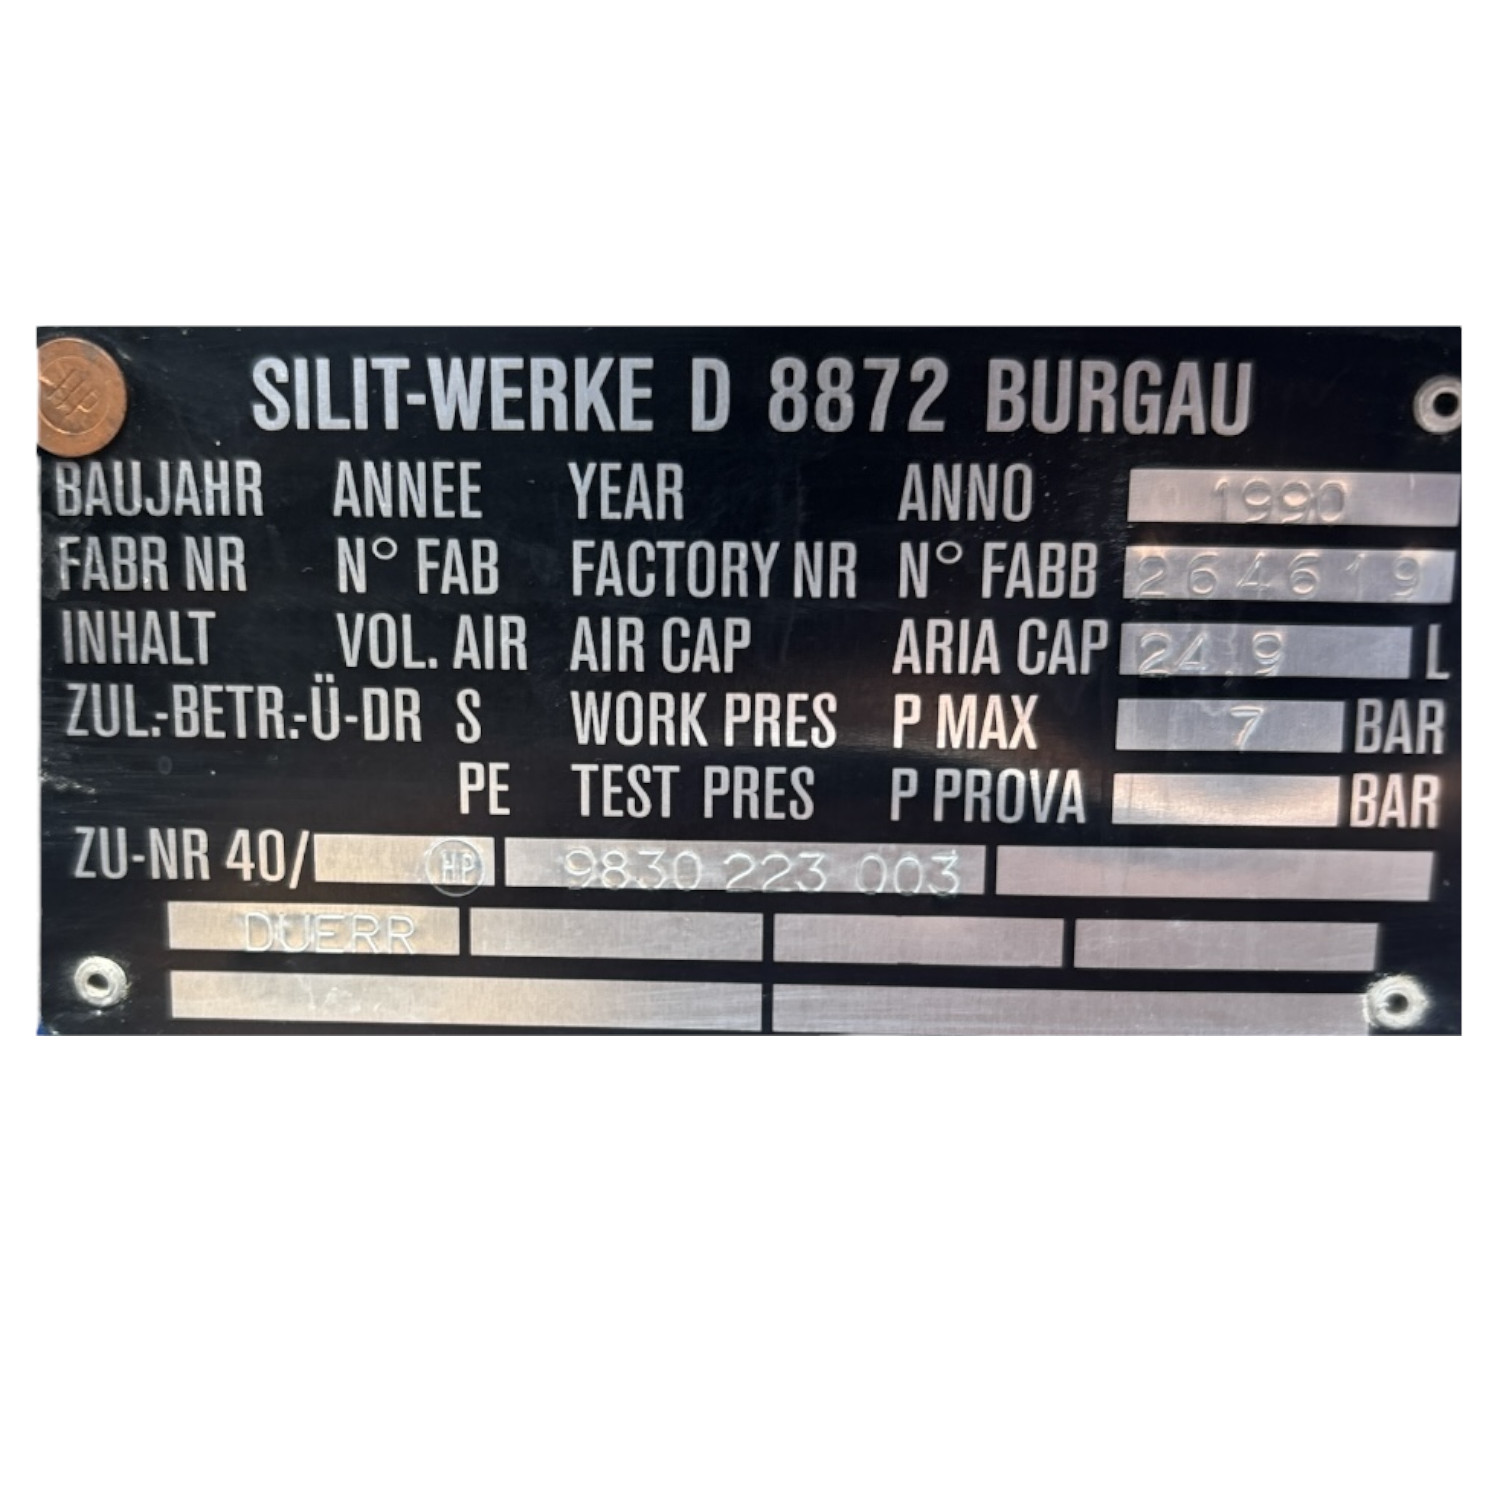 HP
SILIT-WERKE D 8872 BURGAU
BAUJAHR ANNEE YEAR ANNO 1990
FABR NR N° FAB FACTORY NR N° FABB 264619
INHALT VOL. AIR AIR CAP ARIA CAP 24.9 L
ZUL.-BETR.-Ü-DR S WORK PRES P MAX 7 BAR
PE TEST PRES P PROVA BAR
ZU-NR 40/ HP 9830 223 003
DUERR